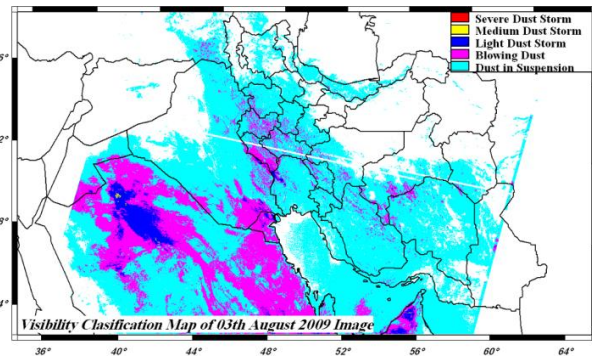 Severe Dust Storm
Medium Dust Storm
Light Dust Storm
Blowing Dust
Dust in Suspension
Visibility Clasification Map of 03th August 2009 Image
36° 40° 44° 48° 52° 56° 60° 64°